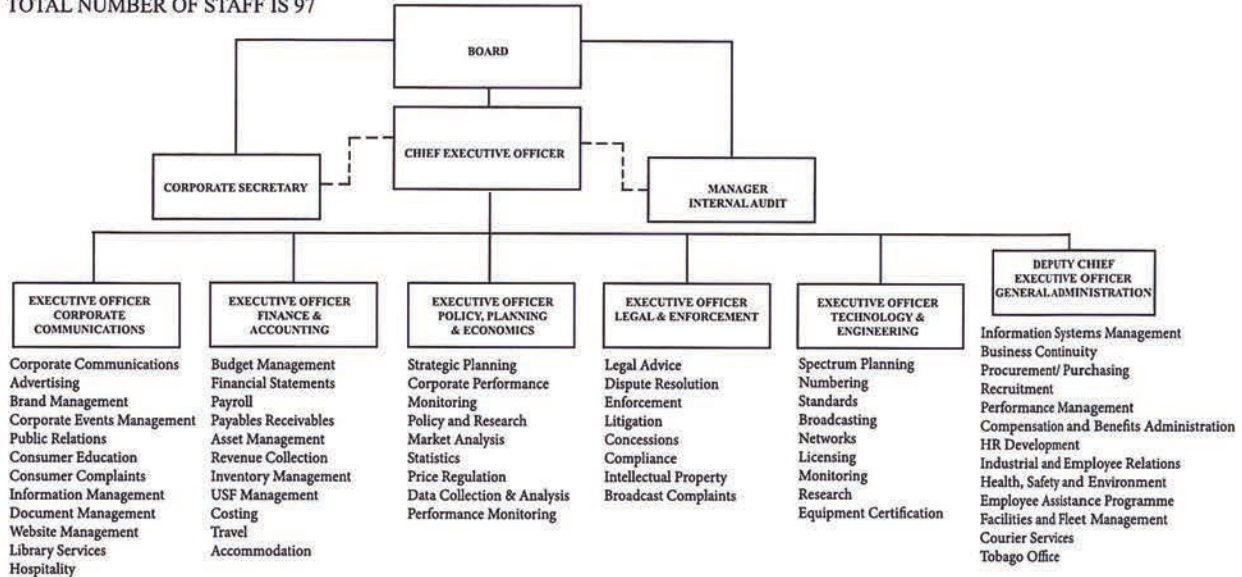 TOTAL NUMBER OF STAFF IS 97
BOARD
CHIEF EXECUTIVE OFFICER
CORPORATE SECRETARY
MANAGER
INTERNAL AUDIT
EXECUTIVE OFFICER
CORPORATE
COMMUNICATIONS
Corporate Communications
Advertising
Brand Management
Corporate Events Management
Public Relations
Consumer Education
Consumer Complaints
Information Management
Document Management
Website Management
Library Services
Hospitality
EXECUTIVE OFFICER
FINANCE &
ACCOUNTING
Budget Management
Financial Statements
Payroll
Payables Receivables
Asset Management
Revenue Collection
Inventory Management
USF Management
Costing
Travel
Accommodation
EXECUTIVE OFFICER
POLICY, PLANNING
& ECONOMICS
Strategic Planning
Corporate Performance
Monitoring
Policy and Research
Market Analysis
Statistics
Price Regulation
Data Collection & Analysis
Performance Monitoring
EXECUTIVE OFFICER
LEGAL & ENFORCEMENT
Legal Advice
Dispute Resolution
Enforcement
Litigation
Concessions
Compliance
Intellectual Property
Broadcast Complaints
EXECUTIVE OFFICER
TECHNOLOGY &
ENGINEERING
Spectrum Planning
Numbering
Standards
Broadcasting
Networks
Licensing
Monitoring
Research
Equipment Certification
DEPUTY CHIEF
EXECUTIVE OFFICER
GENERAL ADMINISTRATION
Information Systems Management
Business Continuity
Procurement/ Purchasing
Recruitment
Performance Management
Compensation and Benefits Administration
HR Development
Industrial and Employee Relations
Health, Safety and Environment
Employee Assistance Programme
Facilities and Fleet Management
Courier Services
Tobago Office